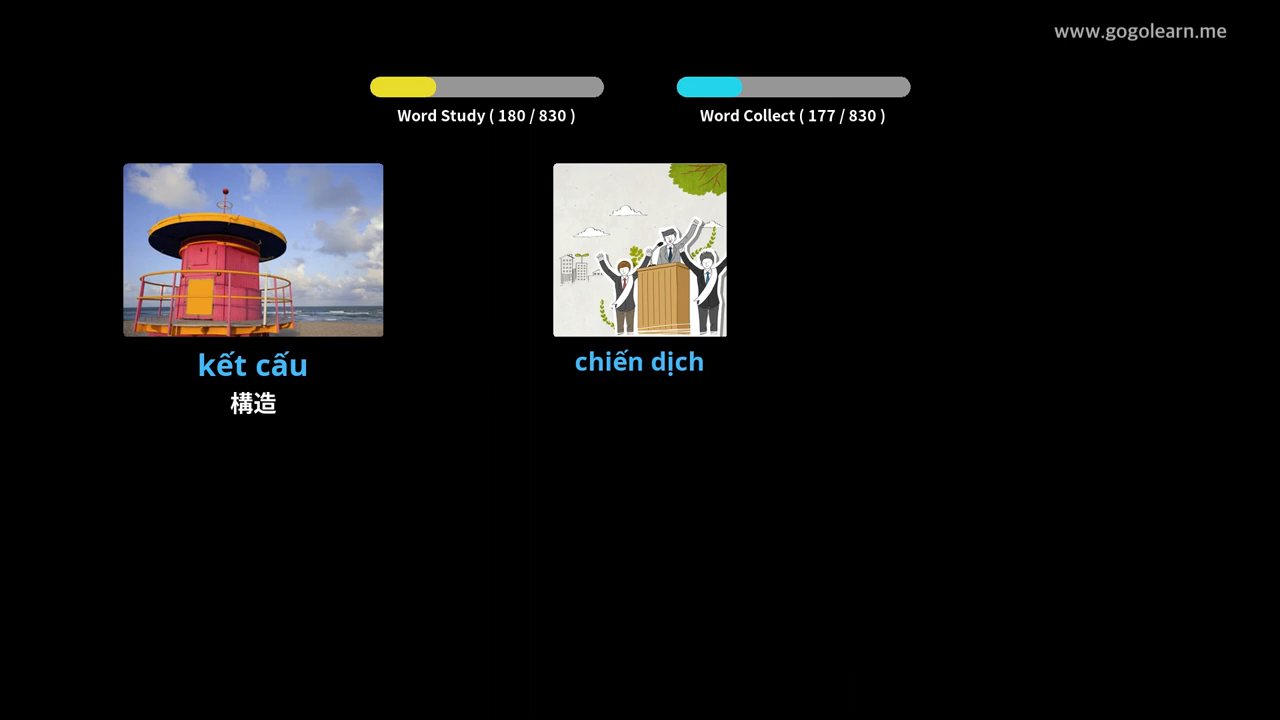 www.gogolearn.me
Word Study ( 180 / 830 )
Word Collect ( 177 / 830 )
kết cấu
構造
chiến dịch